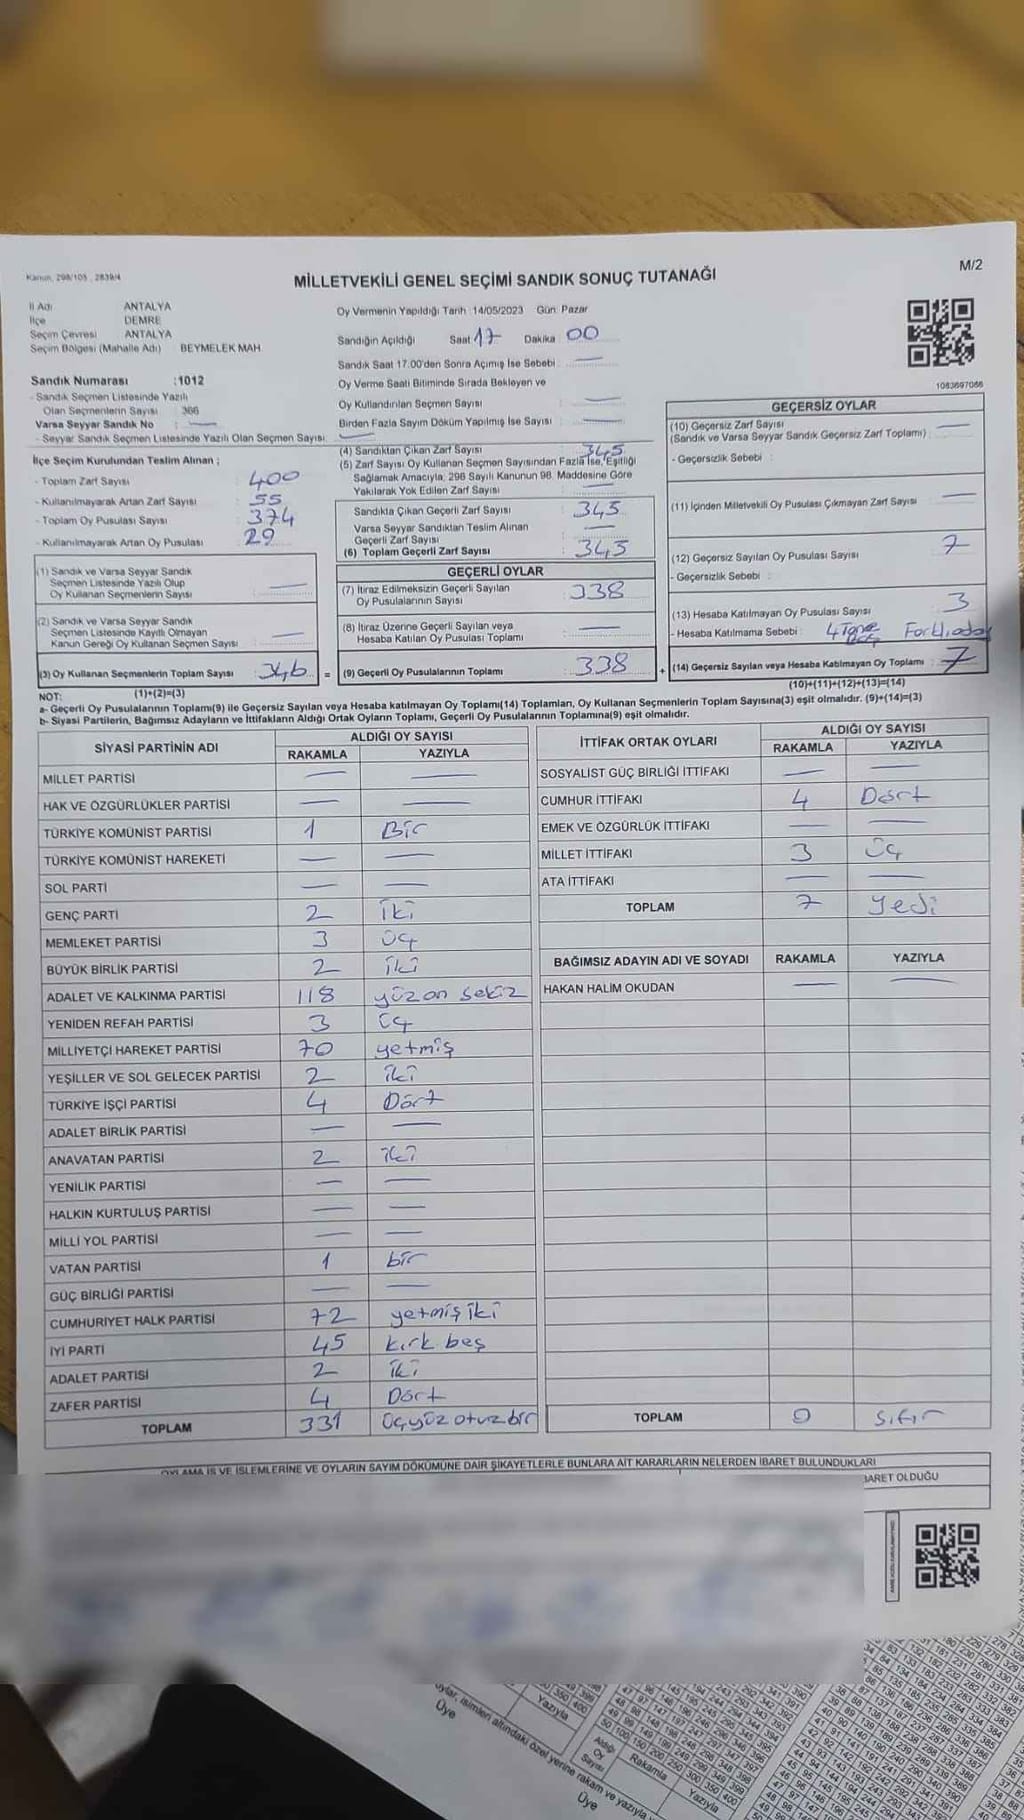 Kanun, 298/105 , 2839/4
MİLLETVEKİLİ GENEL SEÇİMİ SANDIK SONUÇ TUTANAĞI
M/2
İl Adı ANTALYA
İlçe DEMRE
Seçim Çevresi ANTALYA
Seçim Bölgesi (Mahalle Adı) BEYMELEK MAH.
Sandık Numarası :1012
- Sandık Seçmen Listesinde Yazılı
Olan Seçmenlerin Sayısı : 366
Varsa Seyyar Sandık No : —
- Seyyar Sandık Seçmen Listesinde Yazılı Olan Seçmen Sayısı: —
İlçe Seçim Kurulundan Teslim Alınan ;
- Toplam Zarf Sayısı : 400
- Kullanılmayarak Artan Zarf Sayısı : 55
- Toplam Oy Pusulası Sayısı : 374
- Kullanılmayarak Artan Oy Pusulası : 29
(1) Sandık ve Varsa Seyyar Sandık
Seçmen Listesinde Yazılı Olup
Oy Kullanan Seçmenlerin Sayısı : —
(2) Sandık ve Varsa Seyyar Sandık
Seçmen Listesinde Kayıtlı Olmayan
Kanun Gereği Oy Kullanan Seçmen Sayısı : —
(3) Oy Kullanan Seçmenlerin Toplam Sayısı : 346
Oy Vermenin Yapıldığı Tarih :14/05/2023 Gün: Pazar
Sandığın Açıldığı Saat 17 Dakika 00
Sandık Saat 17.00'den Sonra Açılmış İse Sebebi : —
Oy Verme Saati Bitiminde Sırada Bekleyen ve
Oy Kullandırılan Seçmen Sayısı : —
Birden Fazla Sayım Döküm Yapılmış İse Sayısı : —
(4) Sandıktan Çıkan Zarf Sayısı : 345
(5) Zarf Sayısı Oy Kullanan Seçmen Sayısından Fazla İse, Eşitliği
Sağlamak Amacıyla; 298 Sayılı Kanunun 98. Maddesine Göre
Yakılarak Yok Edilen Zarf Sayısı : —
Sandıkta Çıkan Geçerli Zarf Sayısı : 345
Varsa Seyyar Sandıktan Teslim Alınan
Geçerli Zarf Sayısı : —
(6) Toplam Geçerli Zarf Sayısı : 345
GEÇERLİ OYLAR
(7) İtiraz Edilmeksizin Geçerli Sayılan
Oy Pusulalarının Sayısı : 338
(8) İtiraz Üzerine Geçerli Sayılan veya
Hesaba Katılan Oy Pusulası Toplamı : —
= (9) Geçerli Oy Pusulalarının Toplamı : 338 +
1083697066
GEÇERSİZ OYLAR
(10) Geçersiz Zarf Sayısı
(Sandık ve Varsa Seyyar Sandık Geçersiz Zarf Toplamı) : —
- Geçersizlik Sebebi :
(11) İçinden Milletvekili Oy Pusulası Çıkmayan Zarf Sayısı : —
(12) Geçersiz Sayılan Oy Pusulası Sayısı : 7
- Geçersizlik Sebebi :
(13) Hesaba Katılmayan Oy Pusulası Sayısı : 3
- Hesaba Katılmama Sebebi : 4 Tane
(14) Geçersiz Sayılan veya Hesaba Katılmayan Oy Toplamı : 7
NOT: (1)+(2)=(3) (10)+(11)+(12)+(13)=(14)
a- Geçerli Oy Pusulalarının Toplamı(9) ile Geçersiz Sayılan veya Hesaba katılmayan Oy Toplamı(14) Toplamları, Oy Kullanan Seçmenlerin Toplam Sayısına(3) eşit olmalıdır. (9)+(14)=(3)
b- Siyasi Partilerin, Bağımsız Adayların ve İttifakların Aldığı Ortak Oyların Toplamı, Geçerli Oy Pusulalarının Toplamına(9) eşit olmalıdır.
SİYASİ PARTİNİN ADI ALDIĞI OY SAYISI
RAKAMLA YAZIYLA
MİLLET PARTİSİ — —
HAK VE ÖZGÜRLÜKLER PARTİSİ — —
TÜRKİYE KOMÜNİST PARTİSİ 1 Bir
TÜRKİYE KOMÜNİST HAREKETİ — —
SOL PARTİ — —
GENÇ PARTİ 2 iki
MEMLEKET PARTİSİ 3 üç
BÜYÜK BİRLİK PARTİSİ 2 iki
ADALET VE KALKINMA PARTİSİ 118 yüz on sekiz
YENİDEN REFAH PARTİSİ 3 üç
MİLLİYETÇİ HAREKET PARTİSİ 70 yetmiş
YEŞİLLER VE SOL GELECEK PARTİSİ 2 iki
TÜRKİYE İŞÇİ PARTİSİ 4 Dört
ADALET BİRLİK PARTİSİ — —
ANAVATAN PARTİSİ 2 iki
YENİLİK PARTİSİ — —
HALKIN KURTULUŞ PARTİSİ — —
MİLLİ YOL PARTİSİ — —
VATAN PARTİSİ 1 bir
GÜÇ BİRLİĞİ PARTİSİ — —
CUMHURİYET HALK PARTİSİ 72 yetmiş iki
İYİ PARTİ 45 kırk beş
ADALET PARTİSİ 2 iki
ZAFER PARTİSİ 4 Dört
TOPLAM 331 üçyüz otuz bir
İTTİFAK ORTAK OYLARI ALDIĞI OY SAYISI
RAKAMLA YAZIYLA
SOSYALİST GÜÇ BİRLİĞİ İTTİFAKI — —
CUMHUR İTTİFAKI 4 Dört
EMEK VE ÖZGÜRLÜK İTTİFAKI — —
MİLLET İTTİFAKI 3 üç
ATA İTTİFAKI — —
TOPLAM 7 yedi
BAĞIMSIZ ADAYIN ADI VE SOYADI RAKAMLA YAZIYLA
HAKAN HALİM OKUDAN — —
TOPLAM 0 sıfır
OYLAMA İŞ VE İŞLEMLERİNE VE OYLARIN SAYIM DÖKÜMÜNE DAİR ŞİKAYETLERLE BUNLARA AİT KARARLARIN NELERDEN İBARET BULUNDUKLARI
BARET OLDUĞU